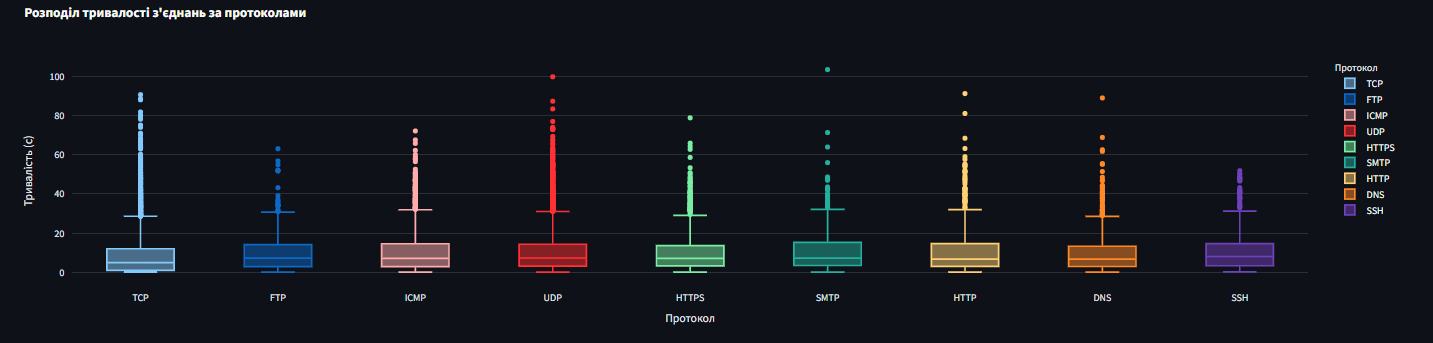 Розподіл тривалості з'єднань за протоколами
Тривалість (с)
100
80
60
40
20
0
TCP
FTP
ICMP
UDP
HTTPS
SMTP
HTTP
DNS
SSH
Протокол
Протокол
TCP
FTP
ICMP
UDP
HTTPS
SMTP
HTTP
DNS
SSH